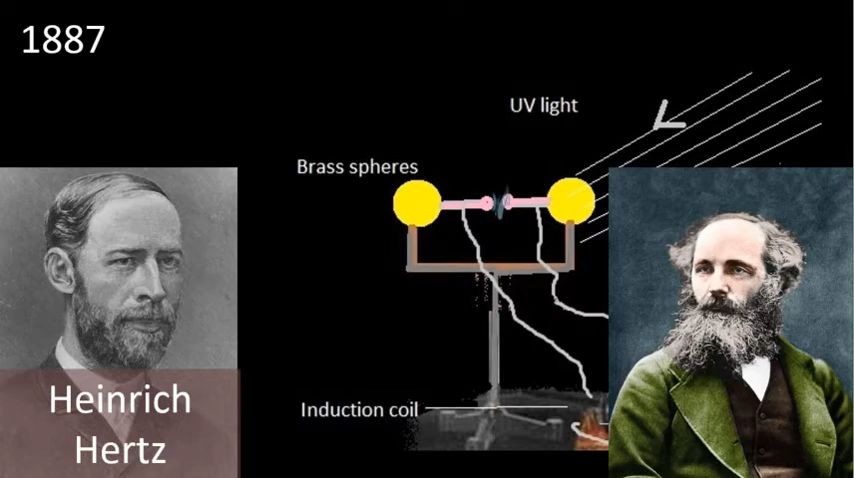 1887
UV light
Brass spheres
Induction coil
Heinrich
Hertz